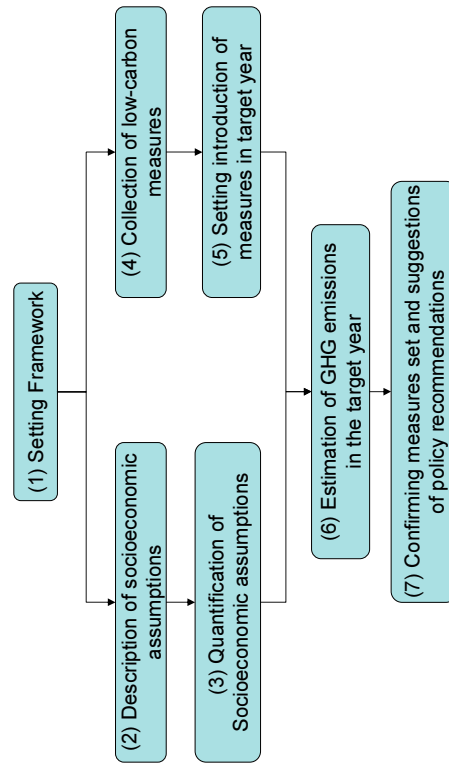 (1) Setting Framework
(2) Description of socioeconomic
assumptions
(3) Quantification of
Socioeconomic assumptions
(4) Collection of low-carbon
measures
(5) Setting introduction of
measures in target year
(6) Estimation of GHG emissions
in the target year
(7) Confirming measures set and suggestions
of policy recommendations